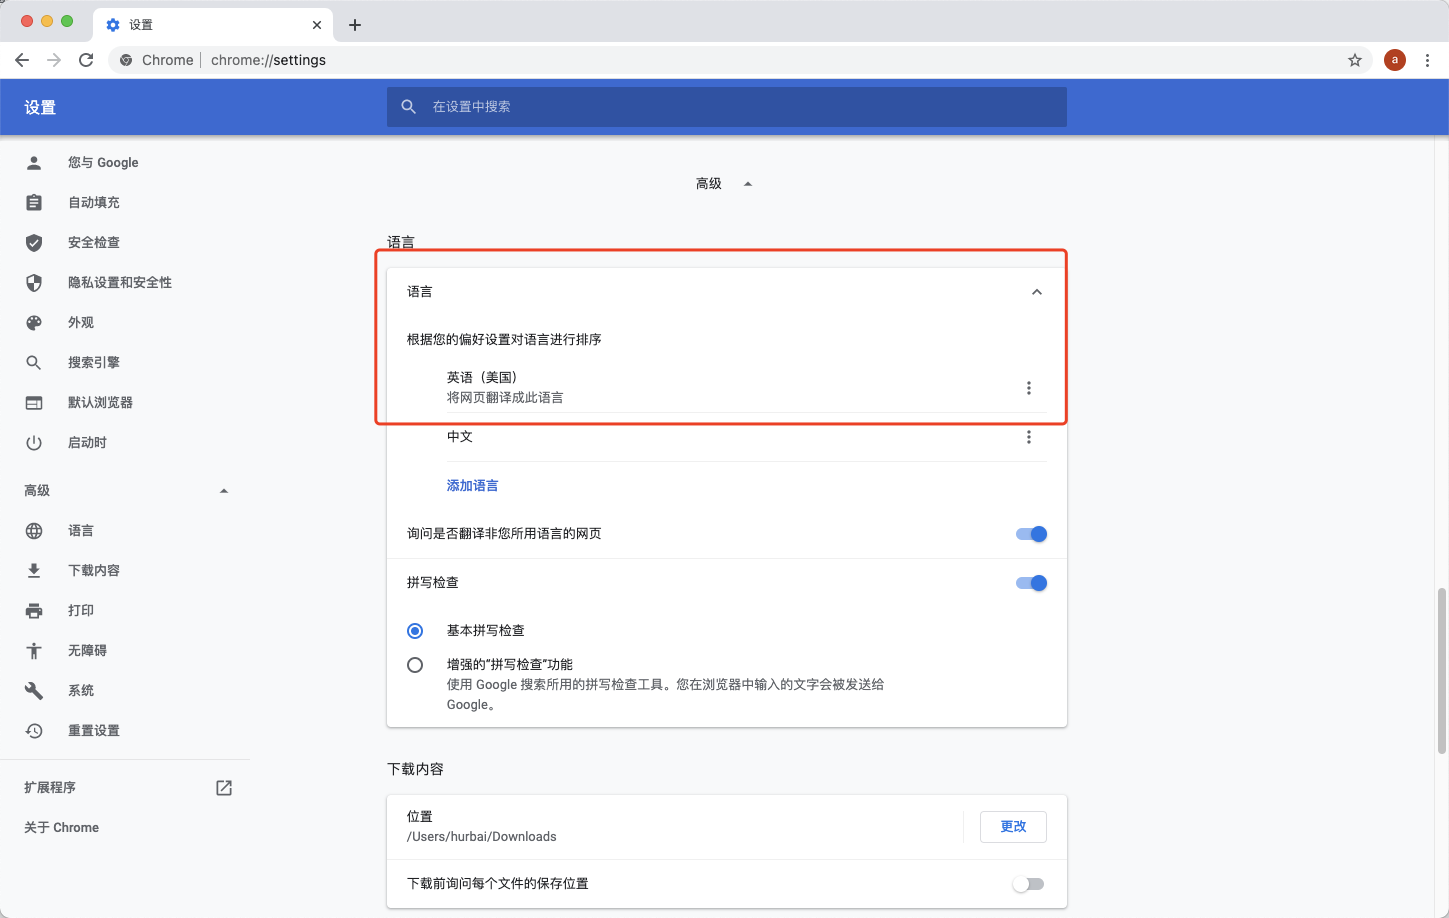 设置
Chrome
chrome://settings
a
设置
在设置中搜索
您与 Google
自动填充
安全检查
隐私设置和安全性
外观
搜索引擎
默认浏览器
启动时
高级
语言
下载内容
打印
无障碍
系统
重置设置
扩展程序
关于 Chrome
高级
语言
语言
根据您的偏好设置对语言进行排序
英语（美国）
将网页翻译成此语言
中文
添加语言
询问是否翻译非您所用语言的网页
拼写检查
基本拼写检查
增强的“拼写检查”功能
使用 Google 搜索所用的拼写检查工具。您在浏览器中输入的文字会被发送给
Google。
下载内容
位置
/Users/hurbai/Downloads
更改
下载前询问每个文件的保存位置